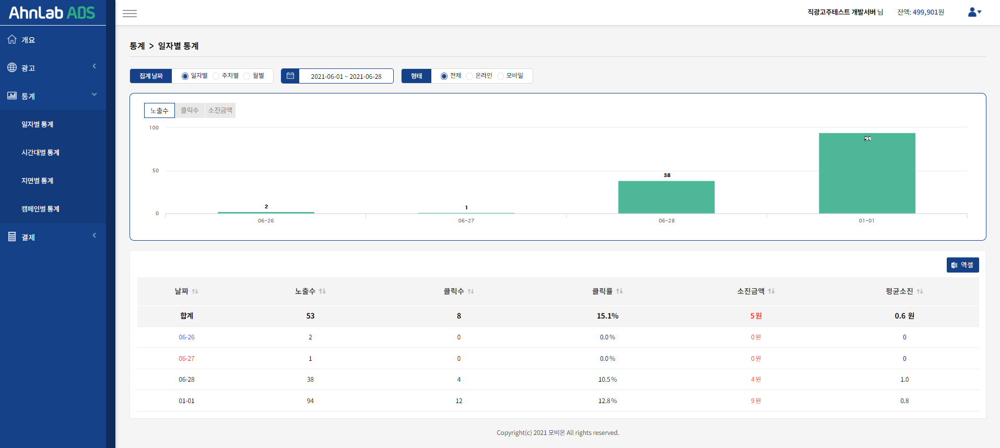 AhnLab ADS
직광고주테스트 개발서버 님 잔액: 499,901원
개요
광고
통계
일자별 통계
시간대별 통계
지면별 통계
캠페인별 통계
결제
통계 > 일자별 통계
집계 날짜 일자별 주차별 월별 2021-06-01 ~ 2021-06-28 형태 전체 온라인 모바일
노출수 클릭수 소진금액
100
50
0
2 1 38 94
06-26 06-27 06-28 01-01
엑셀
날짜 노출수 클릭수 클릭률 소진금액 평균소진
합계 53 8 15.1% 5원 0.6 원
06-26 2 0 0.0% 0원 0
06-27 1 0 0.0% 0원 0
06-28 38 4 10.5% 4원 1.0
01-01 94 12 12.8% 9원 0.8
Copyright(c) 2021 모비온 All rights reserved.